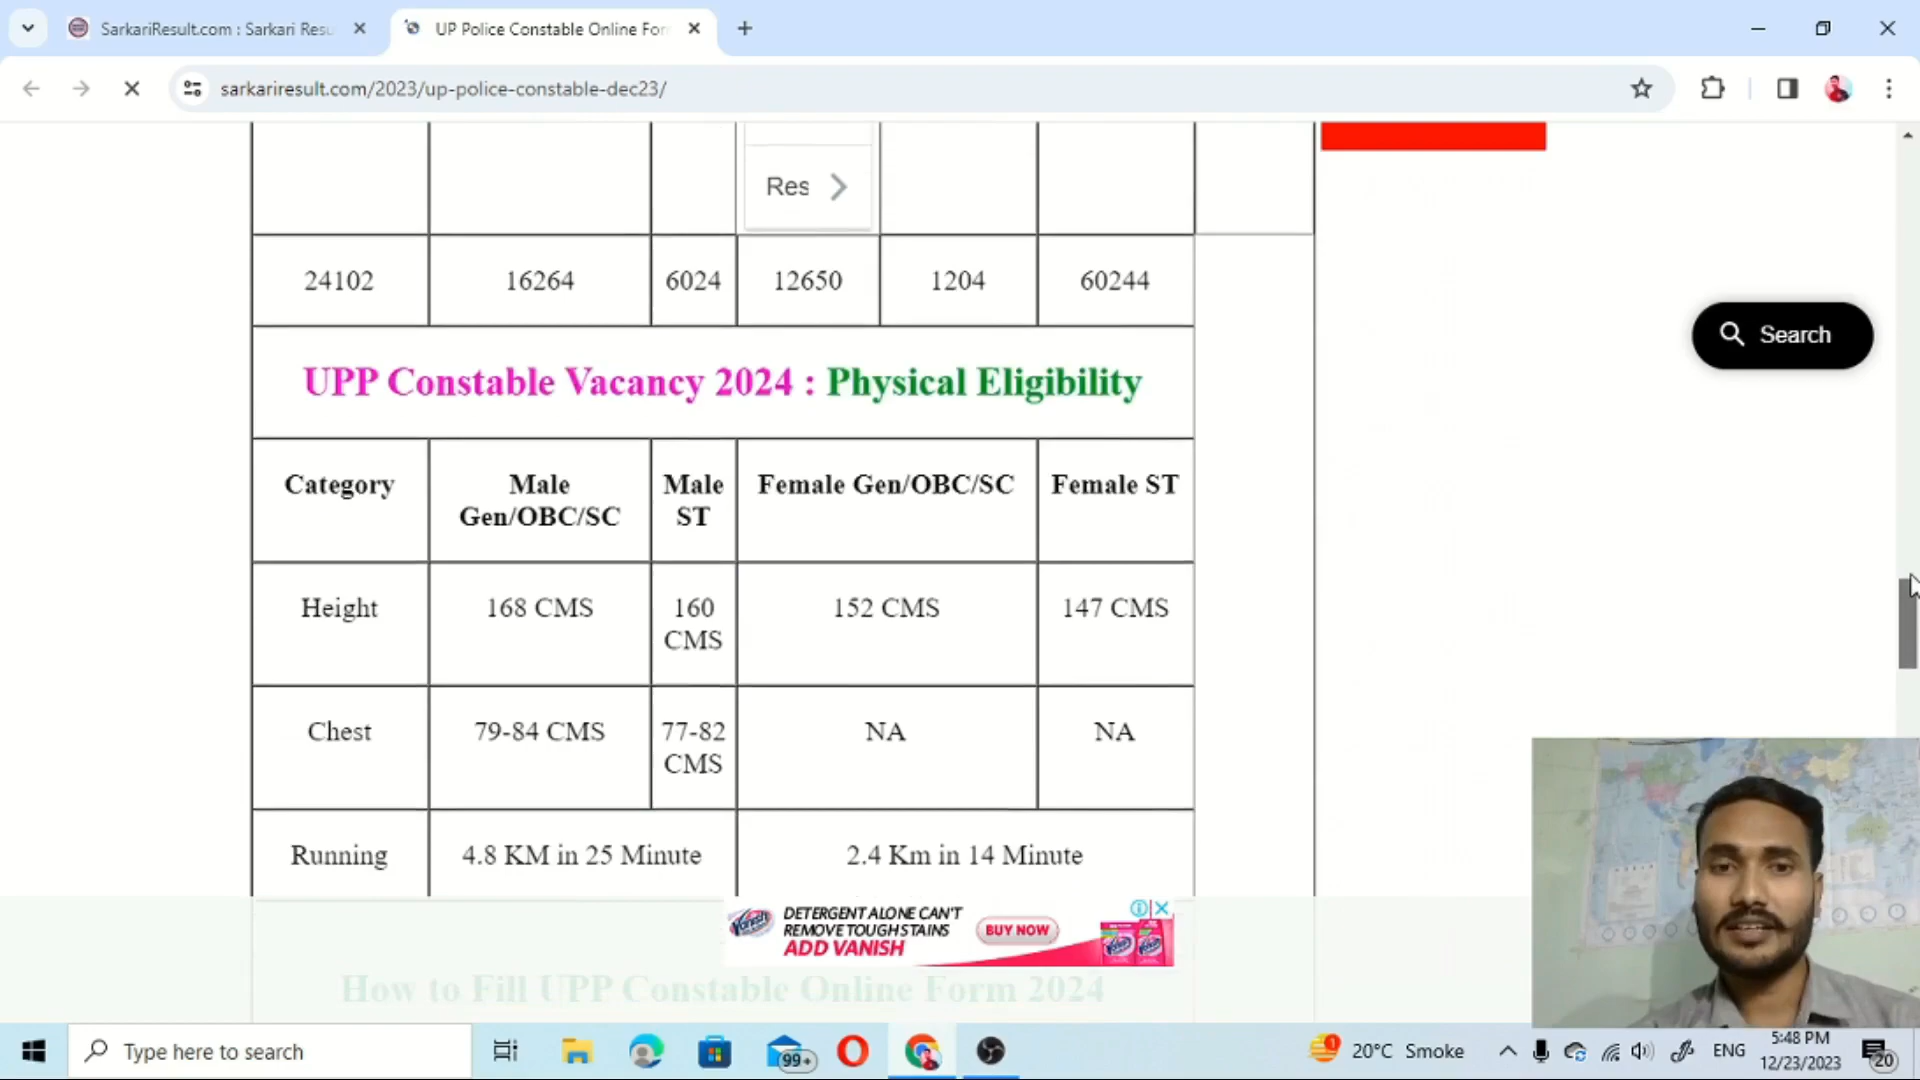 SarkariResult.com : Sarkari Resu
UP Police Constable Online For
sarkariresult.com/2023/up-police-constable-dec23/
Res
24102 16264 6024 12650 1204 60244
Search
UPP Constable Vacancy 2024 : Physical Eligibility
Category Male Gen/OBC/SC Male ST Female Gen/OBC/SC Female ST
Height 168 CMS 160 CMS 152 CMS 147 CMS
Chest 79-84 CMS 77-82 CMS NA NA
Running 4.8 KM in 25 Minute 2.4 Km in 14 Minute
Vanish
DETERGENT ALONE CAN'T
REMOVE TOUGH STAINS
ADD VANISH
BUY NOW
How to Fill UPP Constable Online Form 2024
Type here to search
99+
1
20°C Smoke
ENG
5:48 PM
12/23/2023
20